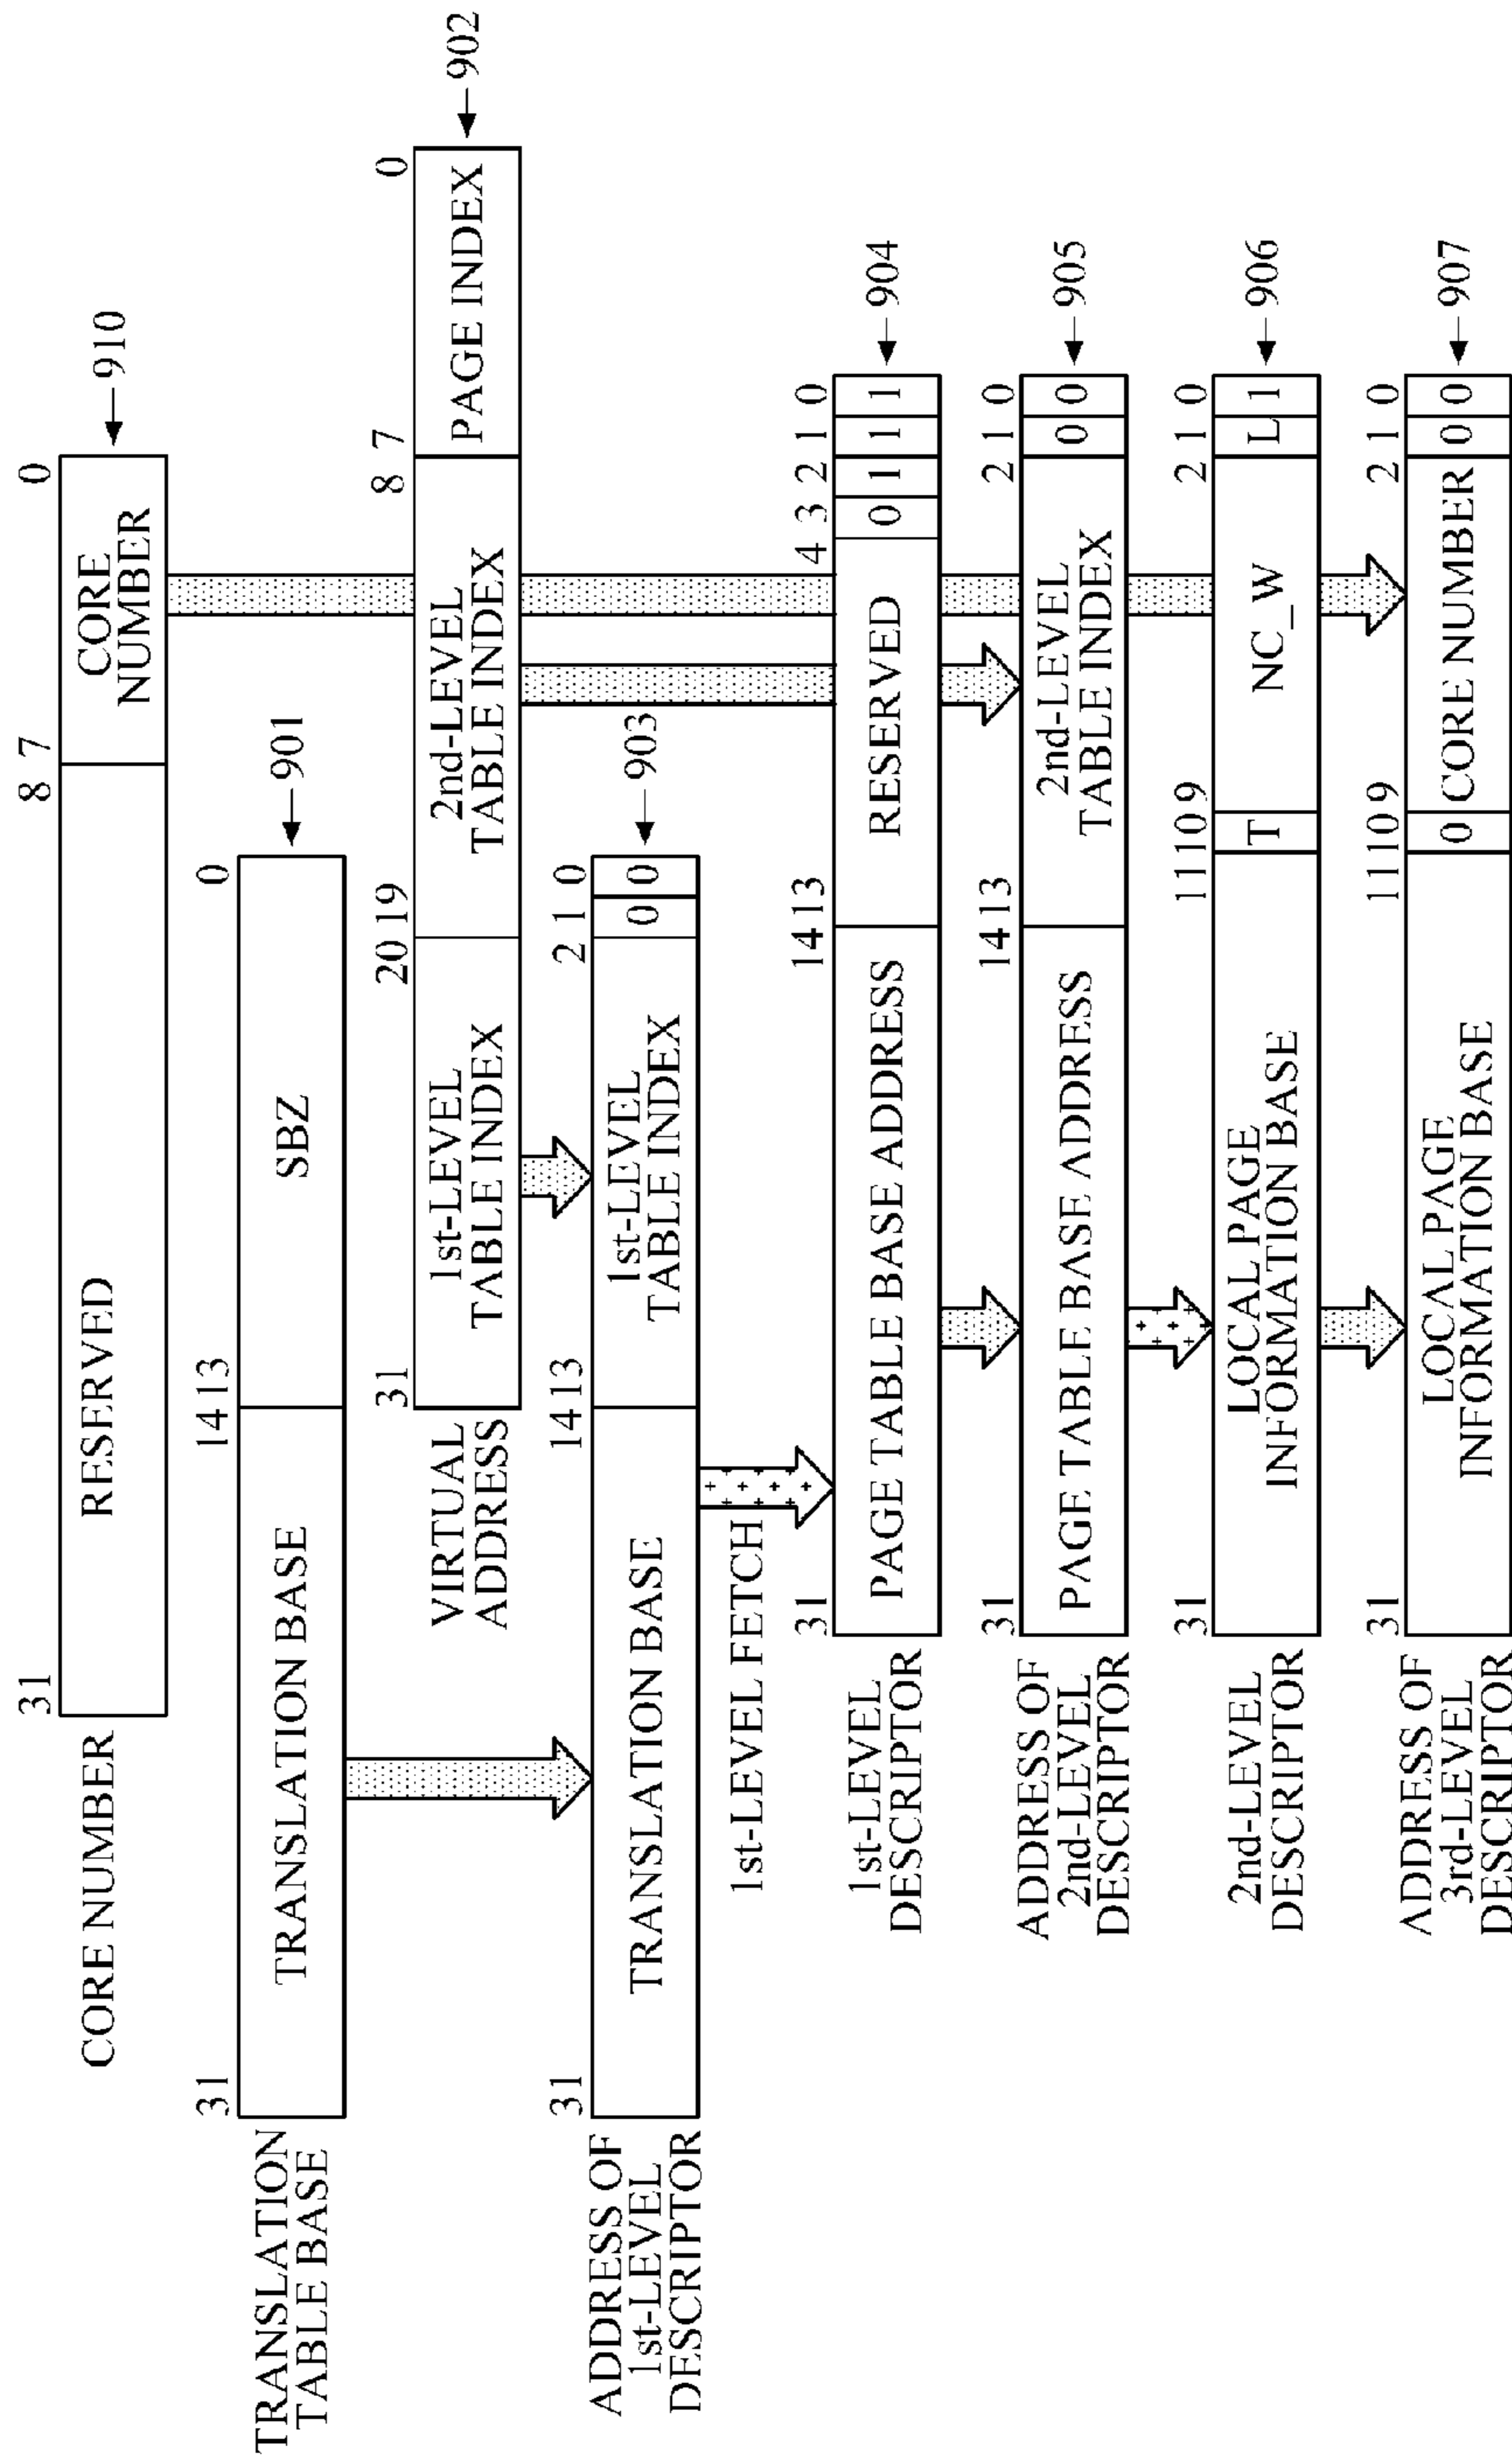 31
8 7
0
CORE NUMBER
RESERVED
CORE
NUMBER
910
31
14 13
0
TRANSLATION
TABLE BASE
TRANSLATION BASE
SBZ
901
31
20 19
8 7
0
VIRTUAL
ADDRESS
1st-LEVEL
TABLE INDEX
2nd-LEVEL
TABLE INDEX
PAGE INDEX
902
31
14 13
2 1 0
ADDRESS OF
1st-LEVEL
DESCRIPTOR
TRANSLATION BASE
1st-LEVEL
TABLE INDEX
0 0
903
1st-LEVEL FETCH
31
14 13
4 3 2 1 0
1st-LEVEL
DESCRIPTOR
PAGE TABLE BASE ADDRESS
RESERVED
0 1 1 1
904
31
14 13
2 1 0
ADDRESS OF
2nd-LEVEL
DESCRIPTOR
PAGE TABLE BASE ADDRESS
2nd-LEVEL
TABLE INDEX
0 0
905
31
11 10 9
2 1 0
2nd-LEVEL
DESCRIPTOR
LOCAL PAGE
INFORMATION BASE
T
NC_W
L 1
906
31
11 10 9
2 1 0
ADDRESS OF
3rd-LEVEL
DESCRIPTOR
LOCAL PAGE
INFORMATION BASE
0
CORE NUMBER
0 0
907